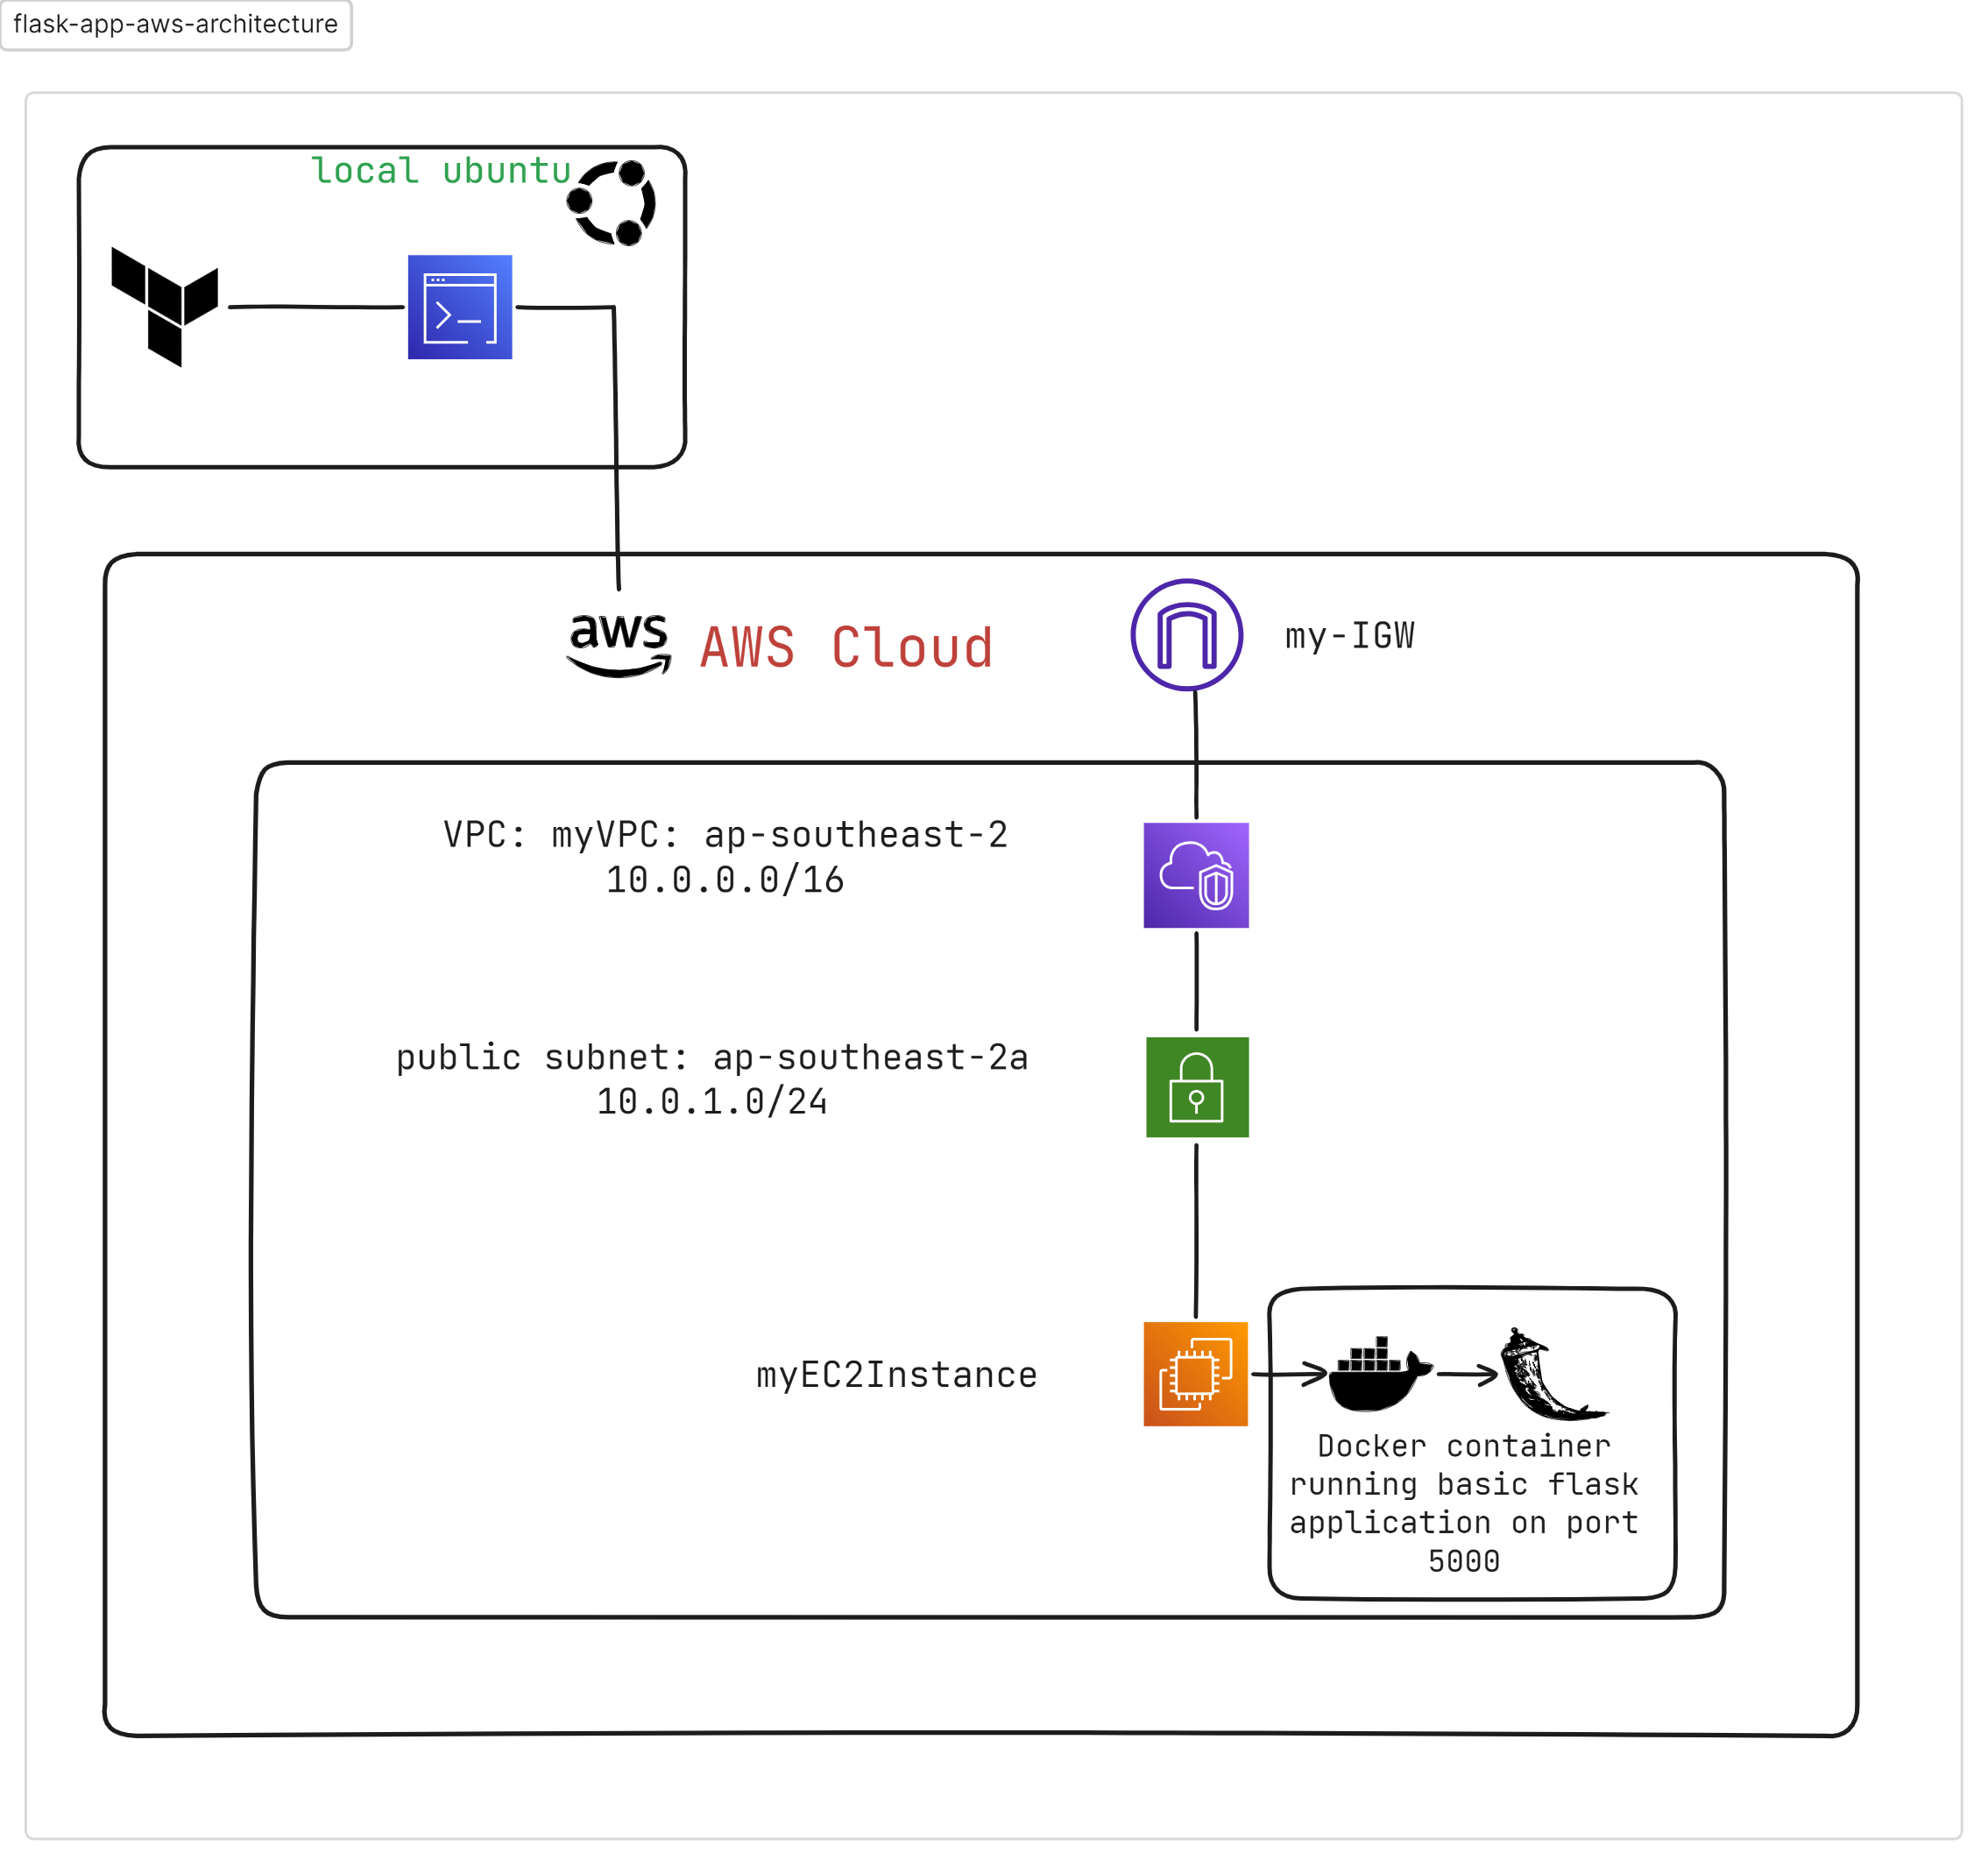 flask-app-aws-architecture
local ubuntu
aws
AWS Cloud
my-IGW
VPC: myVPC: ap-southeast-2
10.0.0.0/16
public subnet: ap-southeast-2a
10.0.1.0/24
myEC2Instance
Docker container
running basic flask
application on port
5000